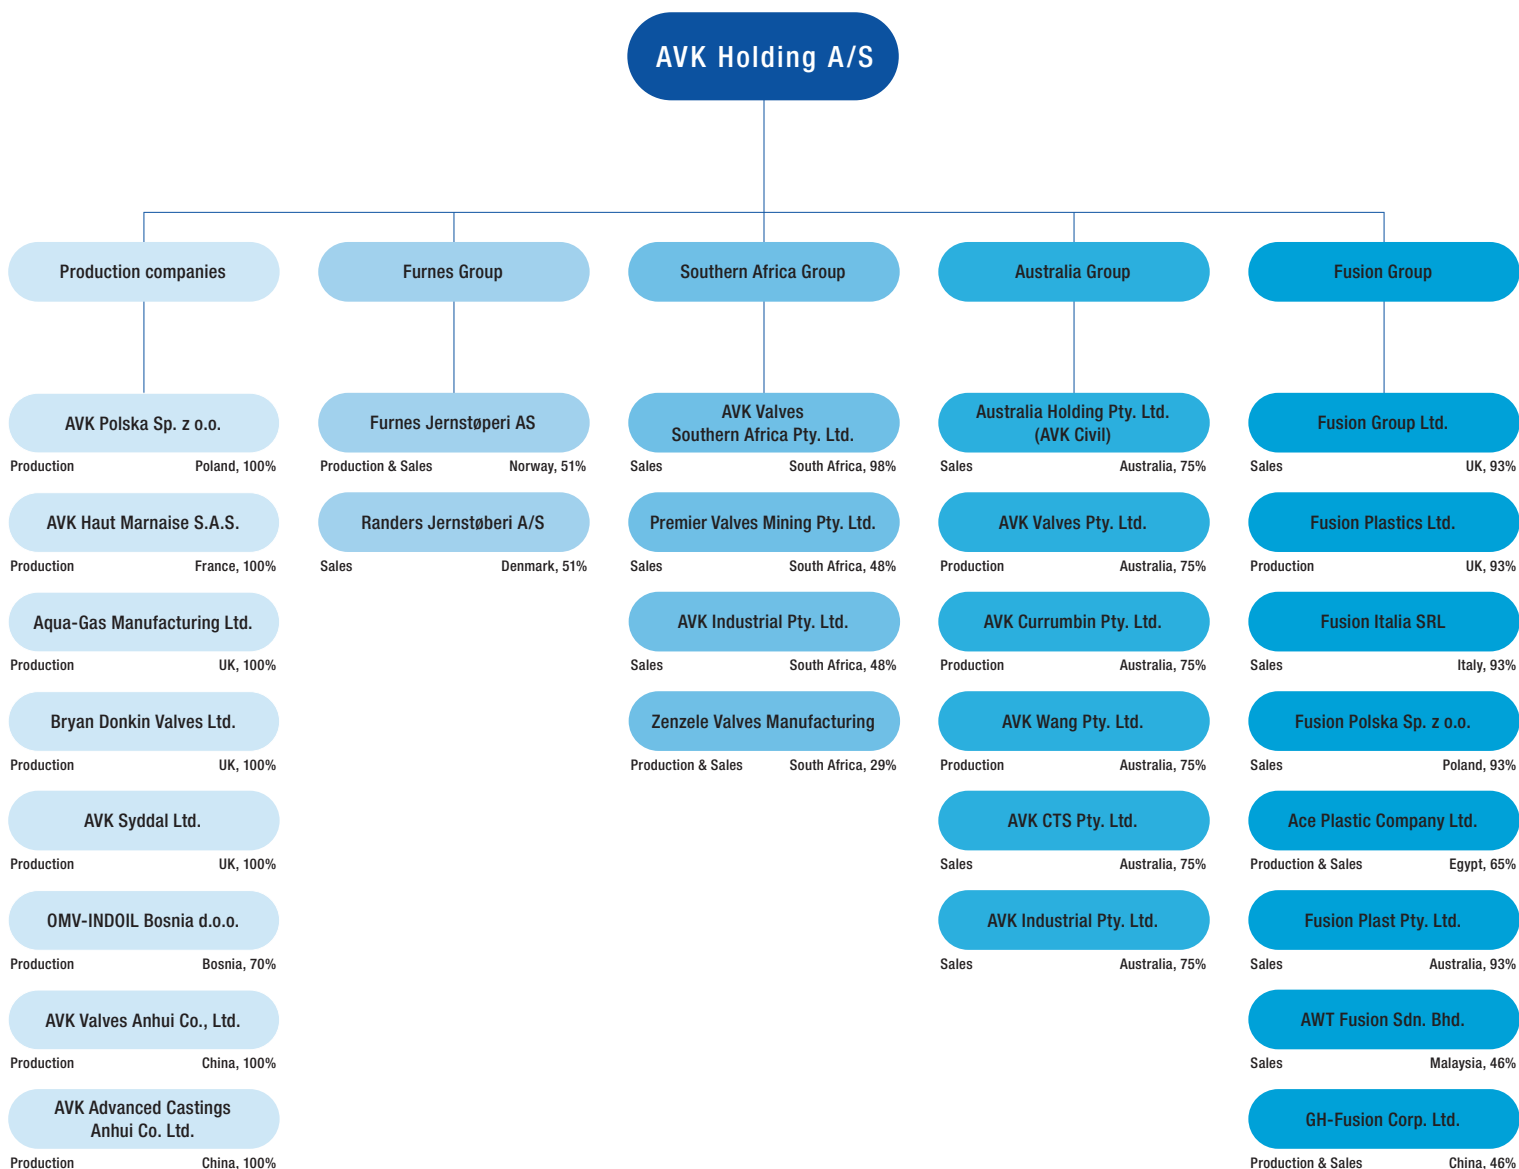 AVK Holding A/S
Production companies
Furnes Group
Southern Africa Group
Australia Group
Fusion Group
AVK Polska Sp. z o.o.
Production Poland, 100%
AVK Haut Marnaise S.A.S.
Production France, 100%
Aqua-Gas Manufacturing Ltd.
Production UK, 100%
Bryan Donkin Valves Ltd.
Production UK, 100%
AVK Syddal Ltd.
Production UK, 100%
OMV-INDOIL Bosnia d.o.o.
Production Bosnia, 70%
AVK Valves Anhui Co., Ltd.
Production China, 100%
AVK Advanced Castings
Anhui Co. Ltd.
Production China, 100%
Furnes Jernstøperi AS
Production & Sales Norway, 51%
Randers Jernstøberi A/S
Sales Denmark, 51%
AVK Valves
Southern Africa Pty. Ltd.
Sales South Africa, 98%
Premier Valves Mining Pty. Ltd.
Sales South Africa, 48%
AVK Industrial Pty. Ltd.
Sales South Africa, 48%
Zenzele Valves Manufacturing
Production & Sales South Africa, 29%
Australia Holding Pty. Ltd.
(AVK Civil)
Sales Australia, 75%
AVK Valves Pty. Ltd.
Production Australia, 75%
AVK Currumbin Pty. Ltd.
Production Australia, 75%
AVK Wang Pty. Ltd.
Production Australia, 75%
AVK CTS Pty. Ltd.
Sales Australia, 75%
AVK Industrial Pty. Ltd.
Sales Australia, 75%
Fusion Group Ltd.
Sales UK, 93%
Fusion Plastics Ltd.
Production UK, 93%
Fusion Italia SRL
Sales Italy, 93%
Fusion Polska Sp. z o.o.
Sales Poland, 93%
Ace Plastic Company Ltd.
Production & Sales Egypt, 65%
Fusion Plast Pty. Ltd.
Sales Australia, 93%
AWT Fusion Sdn. Bhd.
Sales Malaysia, 46%
GH-Fusion Corp. Ltd.
Production & Sales China, 46%